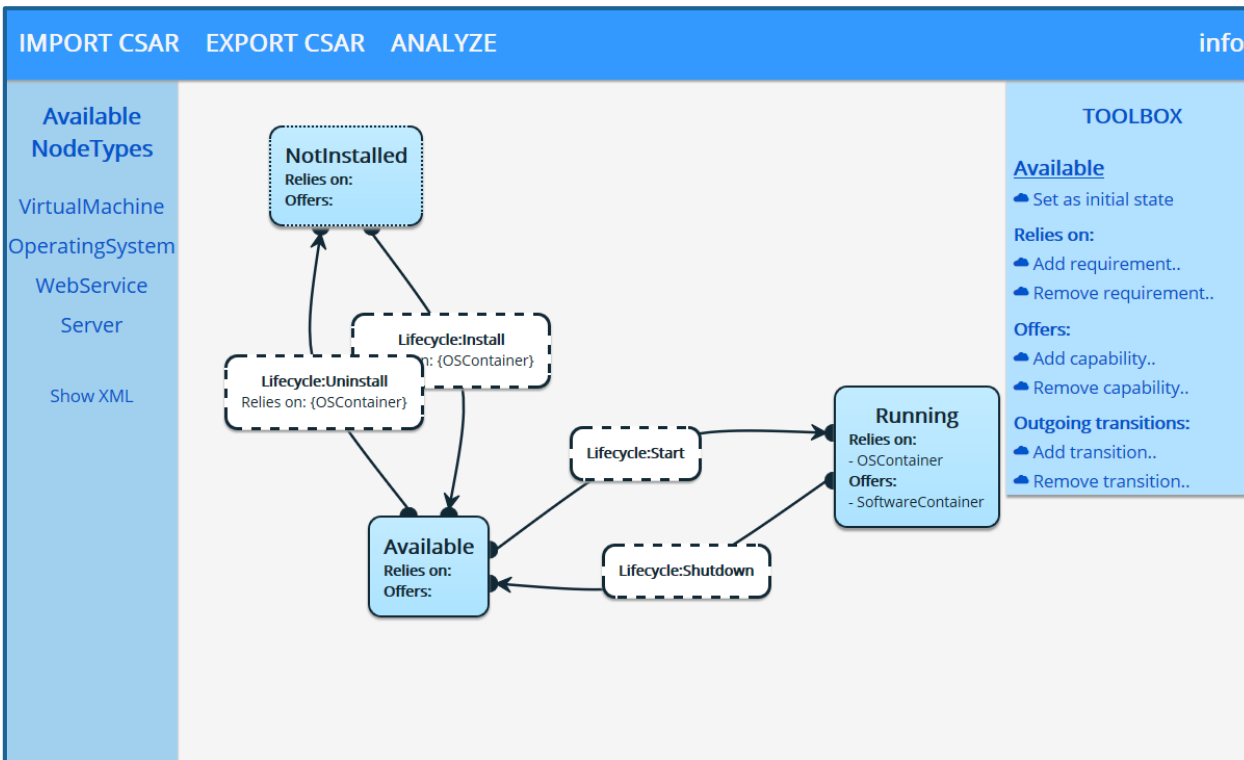 IMPORT CSAR EXPORT CSAR ANALYZE info
Available
NodeTypes
VirtualMachine
OperatingSystem
WebService
Server
Show XML
NotInstalled
Relies on:
Offers:
Lifecycle:Install
n: {OSContainer}
Lifecycle:Uninstall
Relies on: {OSContainer}
Available
Relies on:
Offers:
Lifecycle:Start
Lifecycle:Shutdown
Running
Relies on:
- OSContainer
Offers:
- SoftwareContainer
TOOLBOX
Available
Set as initial state
Relies on:
Add requirement..
Remove requirement..
Offers:
Add capability..
Remove capability..
Outgoing transitions:
Add transition..
Remove transition..